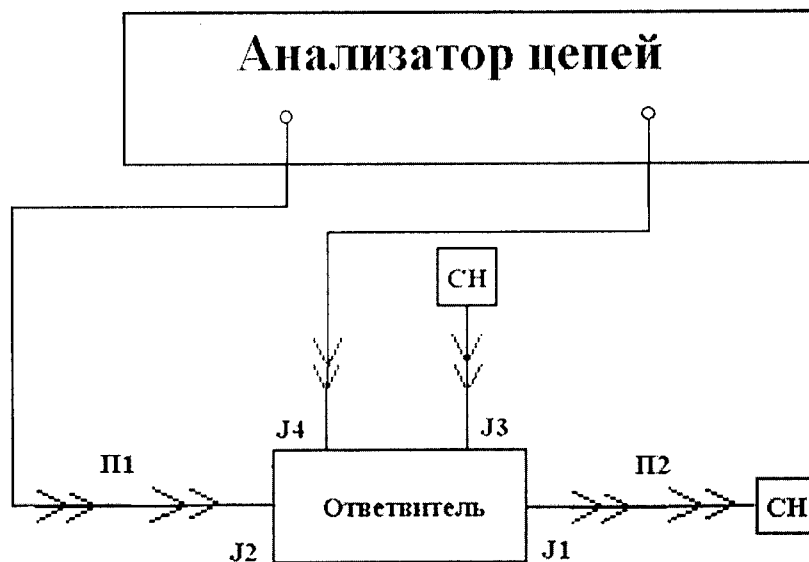 Анализатор цепей
СН
J4
J3
П1
П2
Ответвитель
СН
J2
J1